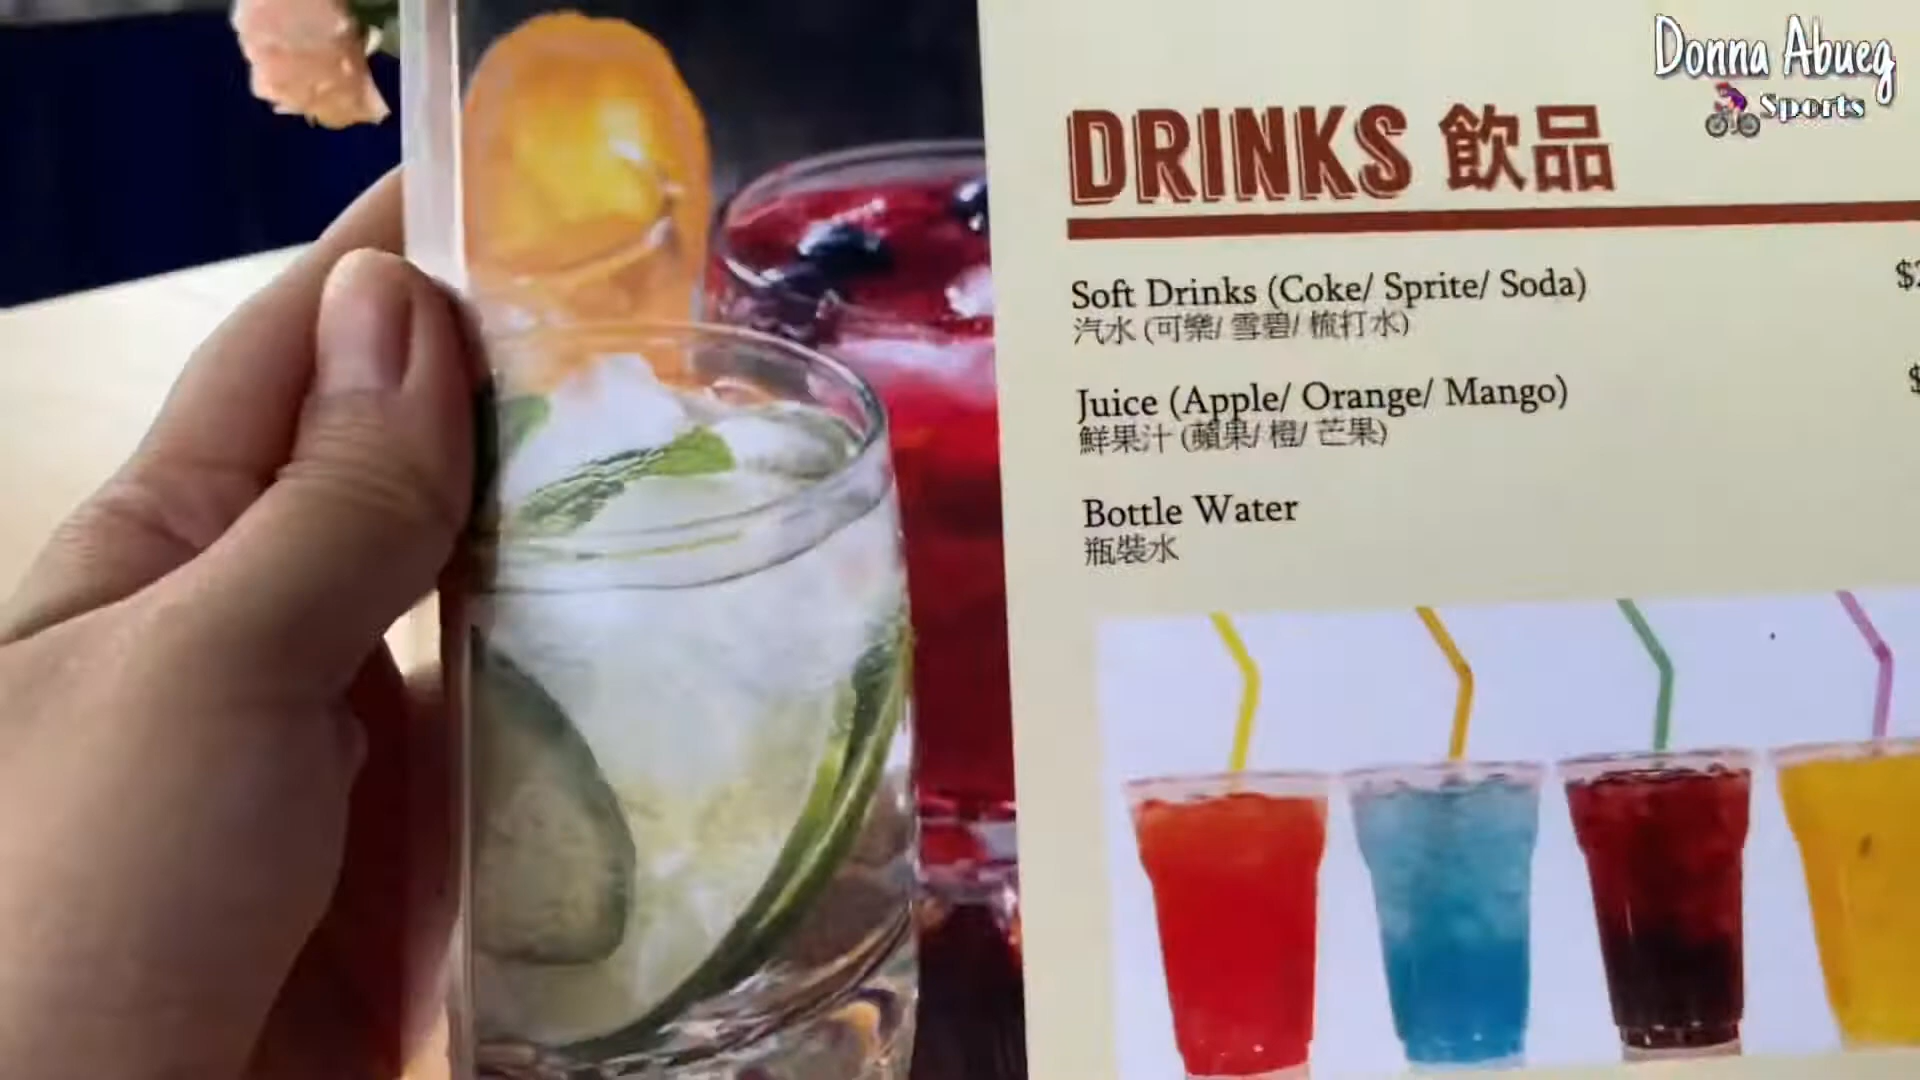 Donna Abueg
Sports
DRINKS 飲品
Soft Drinks (Coke/ Sprite/ Soda)
汽水 (可樂/ 雪碧/ 梳打水)
Juice (Apple/ Orange/ Mango)
鮮果汁 (蘋果/ 橙/ 芒果)
Bottle Water
瓶裝水